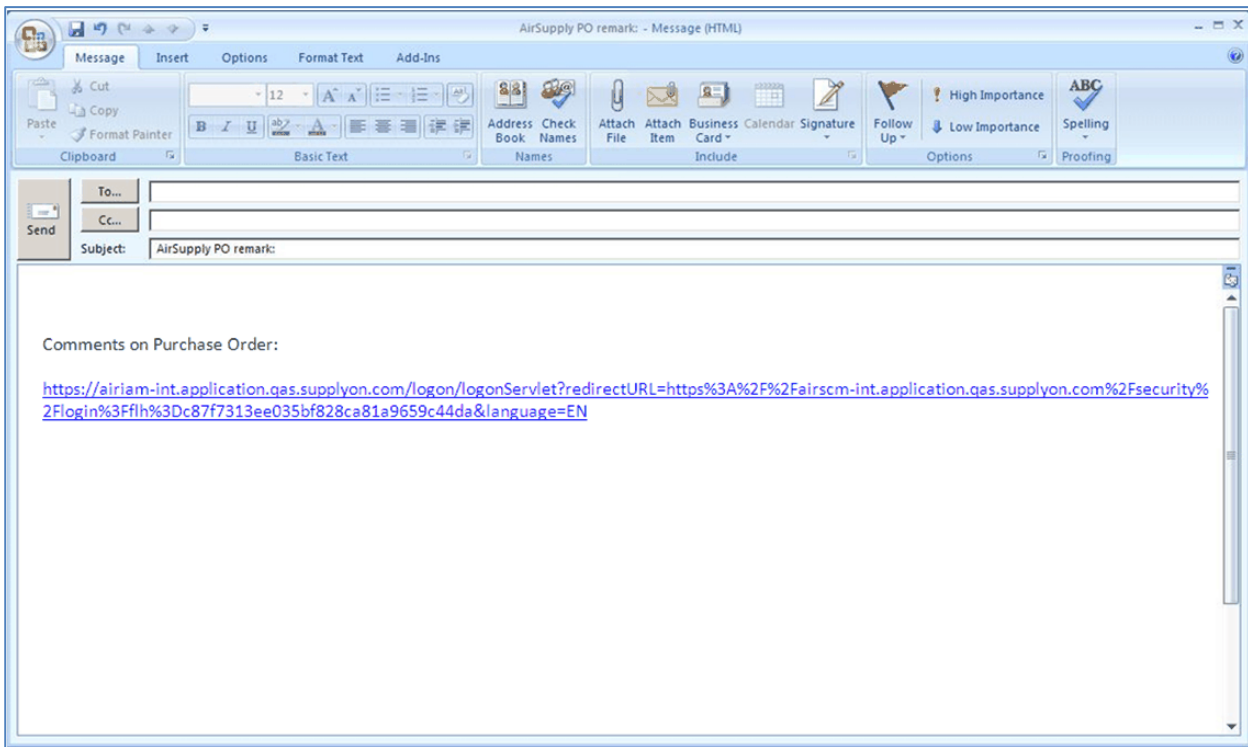 AirSupply PO remark: - Message (HTML)
Message Insert Options Format Text Add-Ins
Paste
Cut
Copy
Format Painter
Clipboard
12
A A
B I U ab A
Basic Text
Address Book
Check Names
Names
Attach File
Attach Item
Business Card
Calendar
Signature
Include
Follow Up
High Importance
Low Importance
Options
ABC
Spelling
Proofing
Send
To...
Cc...
Subject: AirSupply PO remark:
Comments on Purchase Order:
https://airiam-int.application.qas.supplyon.com/logon/logonServlet?redirectURL=https%3A%2F%2Fairscm-int.application.qas.supplyon.com%2Fsecurity%
2Flogin%3Fflh%3Dc87f7313ee035bf828ca81a9659c44da&language=EN